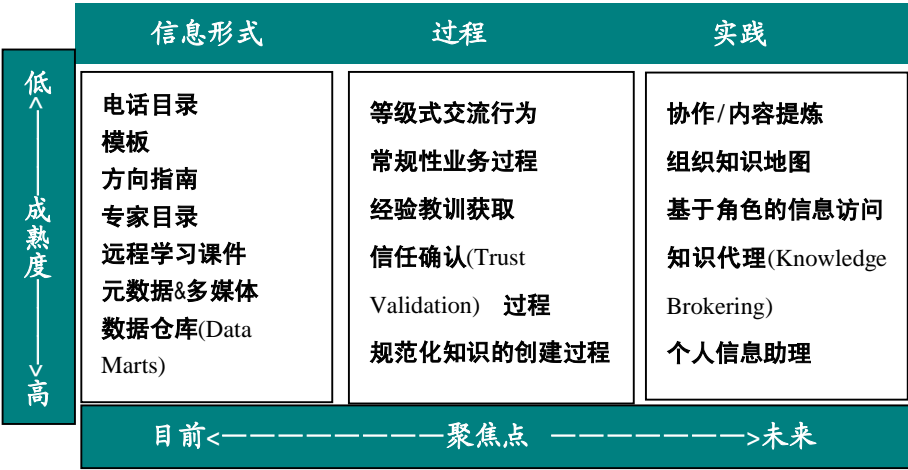 信息形式
过程
实践
低<————成熟度————>高
电话目录
模板
方向指南
专家目录
远程学习课件
元数据&多媒体
数据仓库(Data
Marts)
等级式交流行为
常规性业务过程
经验教训获取
信任确认(Trust
Validation) 过程
规范化知识的创建过程
协作/内容提炼
组织知识地图
基于角色的信息访问
知识代理(Knowledge
Brokering)
个人信息助理
目前<————————聚焦点 ———————>未来